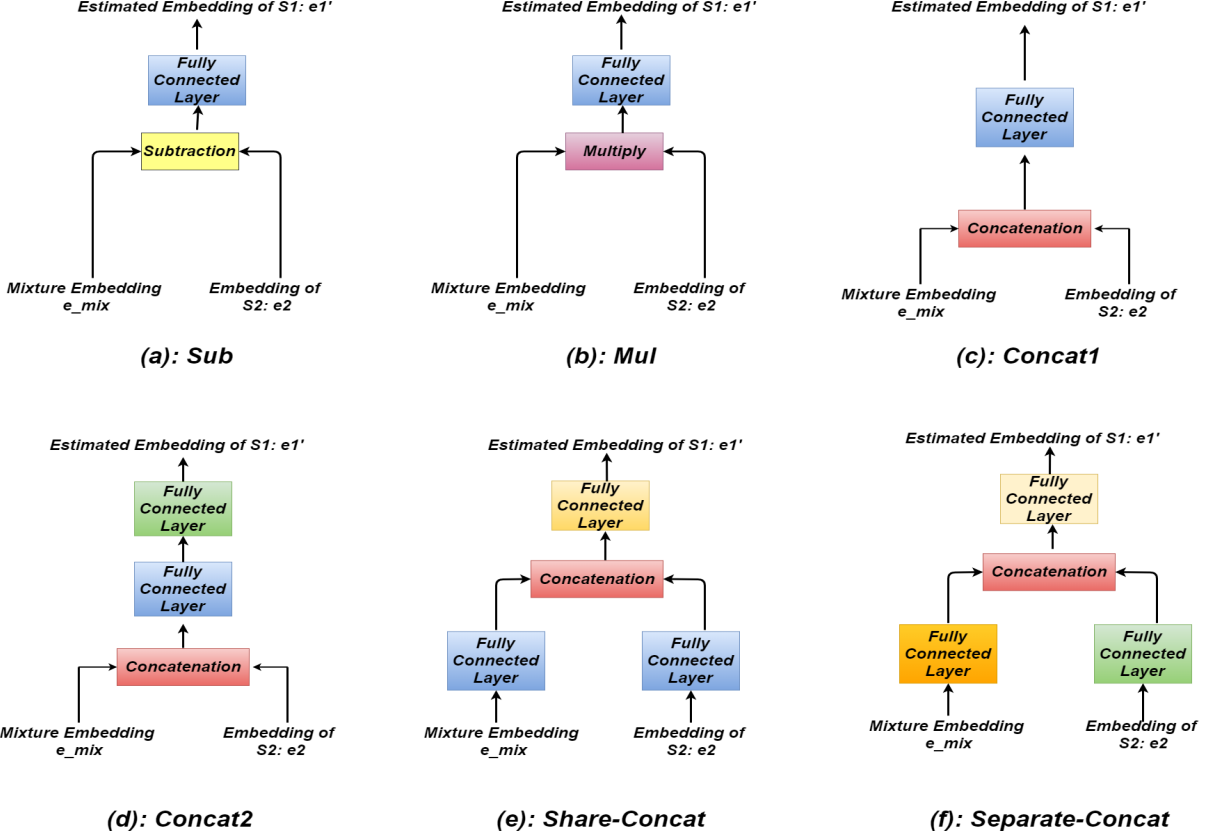 Estimated Embedding of S1: e1'
Fully
Connected
Layer
Subtraction
Mixture Embedding
e_mix
Embedding of
S2: e2
(a): Sub
Estimated Embedding of S1: e1'
Fully
Connected
Layer
Multiply
Mixture Embedding
e_mix
Embedding of
S2: e2
(b): Mul
Estimated Embedding of S1: e1'
Fully
Connected
Layer
Concatenation
Mixture Embedding
e_mix
Embedding of
S2: e2
(c): Concat1
Estimated Embedding of S1: e1'
Fully
Connected
Layer
Fully
Connected
Layer
Concatenation
Mixture Embedding
e_mix
Embedding of
S2: e2
(d): Concat2
Estimated Embedding of S1: e1'
Fully
Connected
Layer
Concatenation
Fully
Connected
Layer
Fully
Connected
Layer
Mixture Embedding
e_mix
Embedding of
S2: e2
(e): Share-Concat
Estimated Embedding of S1: e1'
Fully
Connected
Layer
Concatenation
Fully
Connected
Layer
Fully
Connected
Layer
Mixture Embedding
e_mix
Embedding of
S2: e2
(f): Separate-Concat